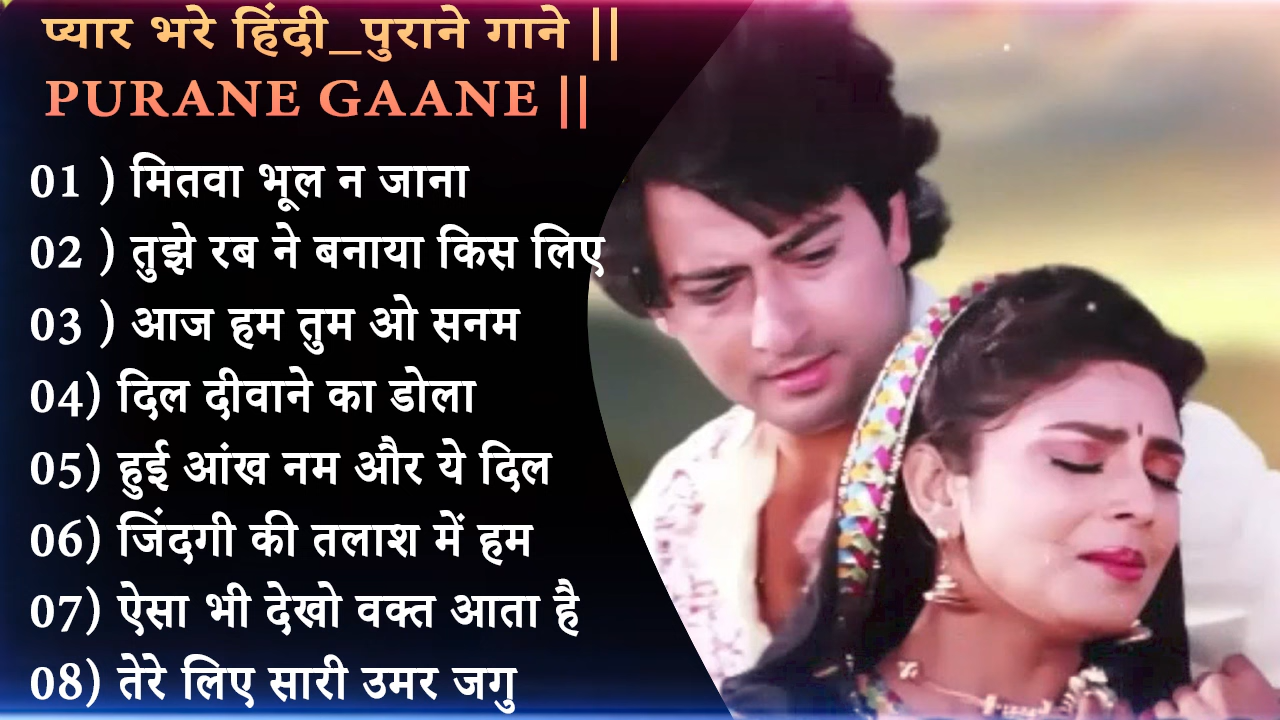 प्यार भरे हिंदी_पुराने गाने ||
PURANE GAANE ||
01 ) मितवा भूल न जाना
02 ) तुझे रब ने बनाया किस लिए
03 ) आज हम तुम ओ सनम
04) दिल दीवाने का डोला
05) हुई आंख नम और ये दिल
06) जिंदगी की तलाश में हम
07) ऐसा भी देखो वक्त आता है
08) तेरे लिए सारी उमर जगु